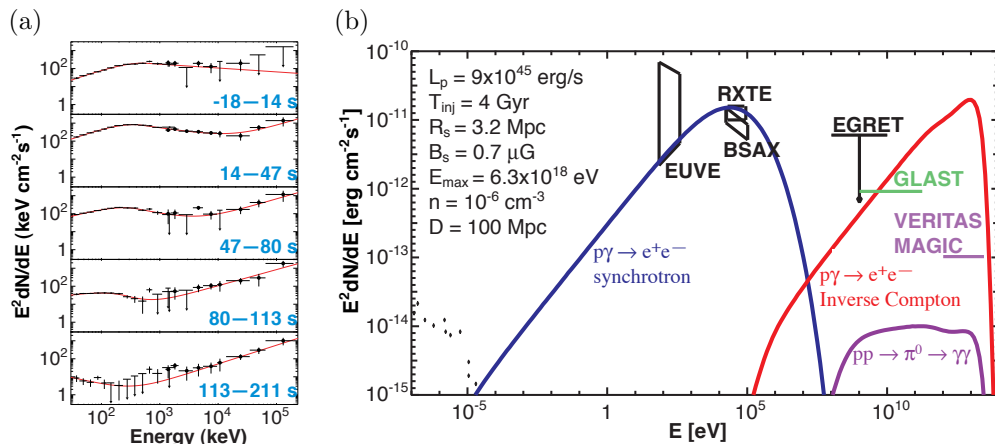 (a)
E²dN/dE (keV cm⁻²s⁻¹)
10²
1
-18—14 s
10²
1
14—47 s
10²
1
47—80 s
10²
1
80—113 s
10²
1
113—211 s
10² 10³ 10⁴ 10⁵
Energy (keV)
(b)
E²dN/dE [erg cm⁻²s⁻¹]
10⁻¹⁰
10⁻¹¹
10⁻¹²
10⁻¹³
10⁻¹⁴
10⁻¹⁵
Lₚ = 9x10⁴⁵ erg/s
T_inj = 4 Gyr
Rₛ = 3.2 Mpc
Bₛ = 0.7 µG
E_max = 6.3x10¹⁸ eV
n = 10⁻⁶ cm⁻³
D = 100 Mpc
EUVE
RXTE
BSAX
EGRET
GLAST
VERITAS
MAGIC
pγ → e⁺e⁻
synchrotron
pγ → e⁺e⁻
Inverse Compton
pp → π⁰ → γγ
10⁻⁵ 1 10⁵ 10¹⁰
E [eV]